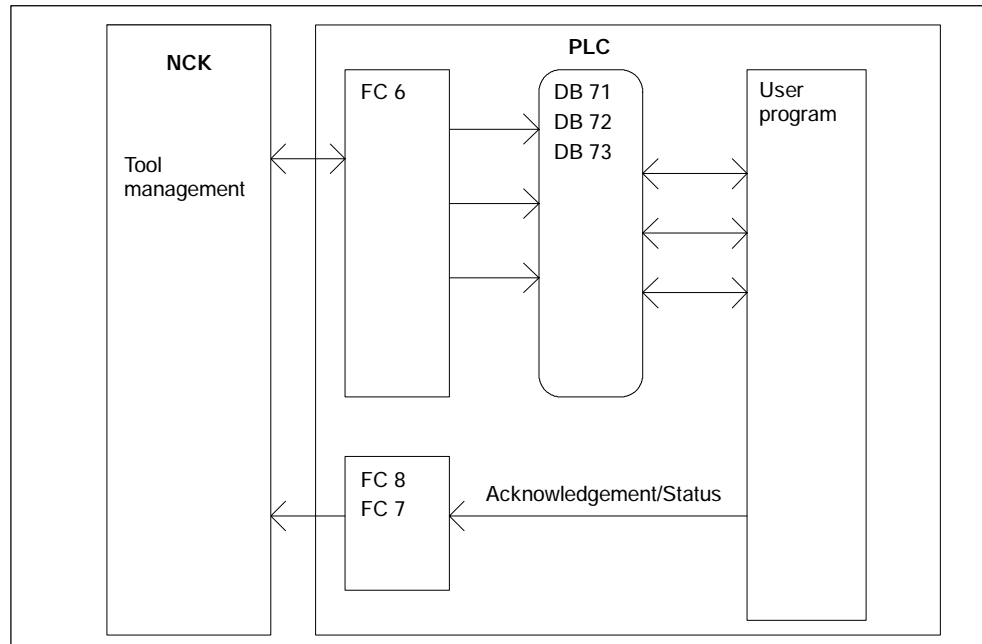 PLC
NCK
FC 6
DB 71
DB 72
DB 73
User
program
Tool
management
FC 8
FC 7
Acknowledgement/Status